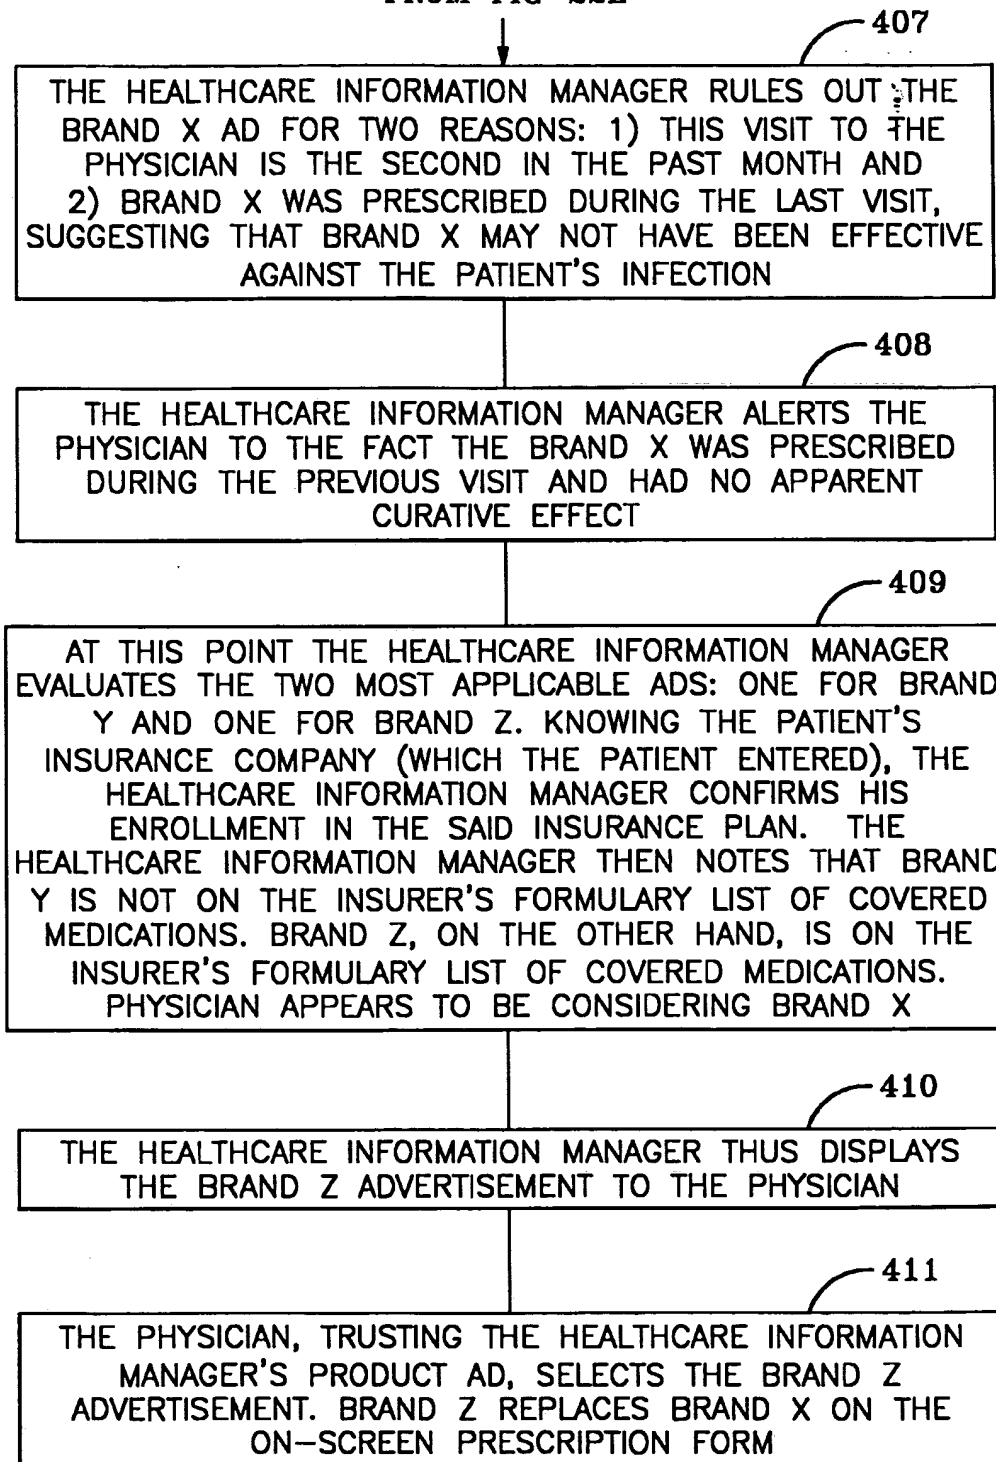 407
THE HEALTHCARE INFORMATION MANAGER RULES OUT THE
BRAND X AD FOR TWO REASONS: 1) THIS VISIT TO THE
PHYSICIAN IS THE SECOND IN THE PAST MONTH AND
2) BRAND X WAS PRESCRIBED DURING THE LAST VISIT,
SUGGESTING THAT BRAND X MAY NOT HAVE BEEN EFFECTIVE
AGAINST THE PATIENT'S INFECTION
408
THE HEALTHCARE INFORMATION MANAGER ALERTS THE
PHYSICIAN TO THE FACT THE BRAND X WAS PRESCRIBED
DURING THE PREVIOUS VISIT AND HAD NO APPARENT
CURATIVE EFFECT
409
AT THIS POINT THE HEALTHCARE INFORMATION MANAGER
EVALUATES THE TWO MOST APPLICABLE ADS: ONE FOR BRAND
Y AND ONE FOR BRAND Z. KNOWING THE PATIENT'S
INSURANCE COMPANY (WHICH THE PATIENT ENTERED), THE
HEALTHCARE INFORMATION MANAGER CONFIRMS HIS
ENROLLMENT IN THE SAID INSURANCE PLAN. THE
HEALTHCARE INFORMATION MANAGER THEN NOTES THAT BRAND
Y IS NOT ON THE INSURER'S FORMULARY LIST OF COVERED
MEDICATIONS. BRAND Z, ON THE OTHER HAND, IS ON THE
INSURER'S FORMULARY LIST OF COVERED MEDICATIONS.
PHYSICIAN APPEARS TO BE CONSIDERING BRAND X
410
THE HEALTHCARE INFORMATION MANAGER THUS DISPLAYS
THE BRAND Z ADVERTISEMENT TO THE PHYSICIAN
411
THE PHYSICIAN, TRUSTING THE HEALTHCARE INFORMATION
MANAGER'S PRODUCT AD, SELECTS THE BRAND Z
ADVERTISEMENT. BRAND Z REPLACES BRAND X ON THE
ON-SCREEN PRESCRIPTION FORM